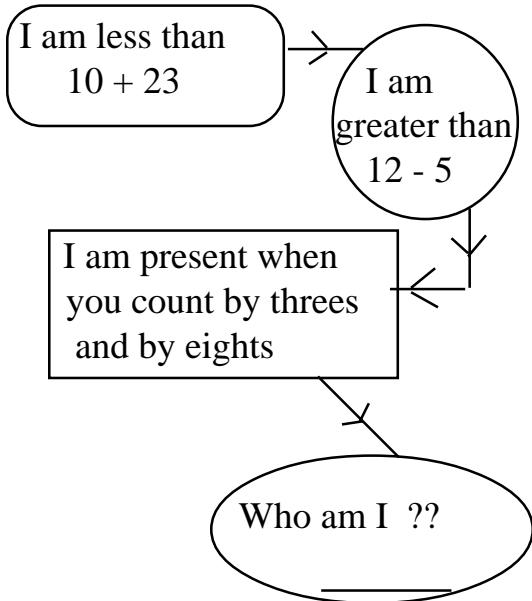 I am less than
10 + 23
I am
greater than
12 - 5
I am present when
you count by threes
and by eights
Who am I ??